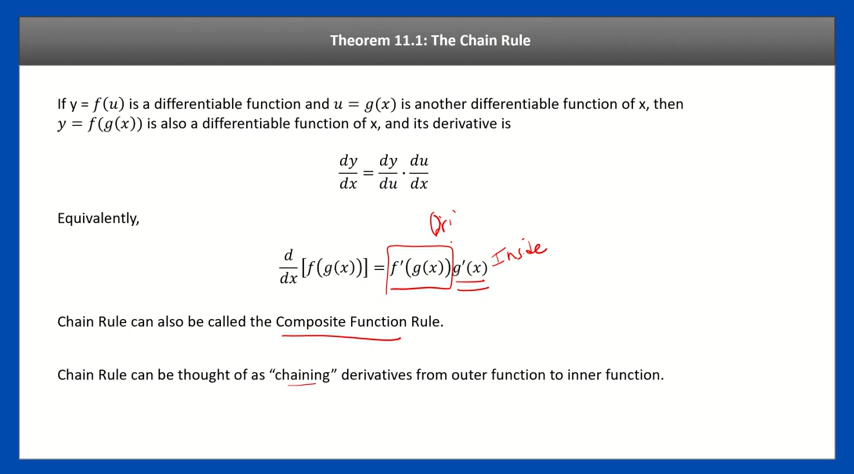 Theorem 11.1: The Chain Rule
If y = f(u) is a differentiable function and u = g(x) is another differentiable function of x, then
y = f(g(x)) is also a differentiable function of x, and its derivative is
dy/dx = dy/du · du/dx
Equivalently,
Ori
d/dx [f(g(x))] = f′(g(x))g′(x) Inside
Chain Rule can also be called the Composite Function Rule.
Chain Rule can be thought of as “chaining” derivatives from outer function to inner function.